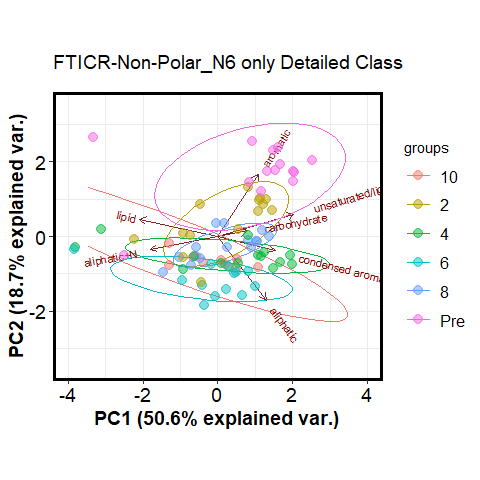 FTICR-Non-Polar_N6 only Detailed Class
PC2 (18.7% explained var.)
2
0
-2
aromatic
unsaturated/li
lipid
carbohydrate
aliphatic+N
condensed aroma
aliphatic
-4
-2
0
2
4
PC1 (50.6% explained var.)
groups
10
2
4
6
8
Pre